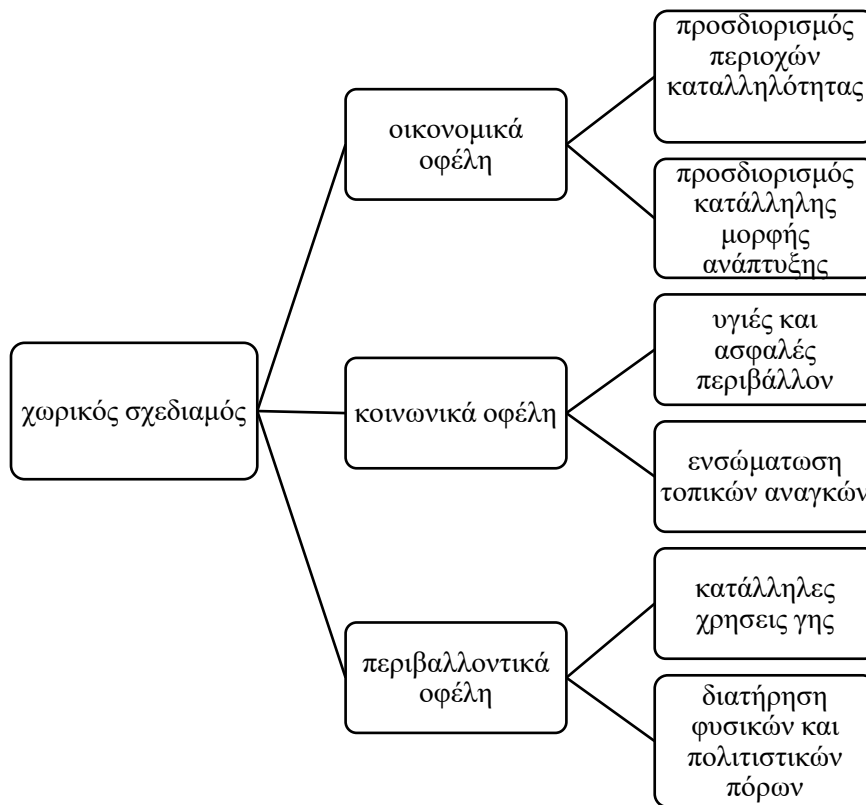 προσδιορισμός
περιοχών
καταλληλότητας
οικονομικά
οφέλη
προσδιορισμός
κατάλληλης
μορφής
ανάπτυξης
υγιές και
ασφαλές
περιβάλλον
χωρικός σχεδιαμός
κοινωνικά οφέλη
ενσώματωση
τοπικών αναγκών
κατάλληλες
χρησεις γης
περιβαλλοντικά
οφέλη
διατήρηση
φυσικών και
πολιτιστικών
πόρων